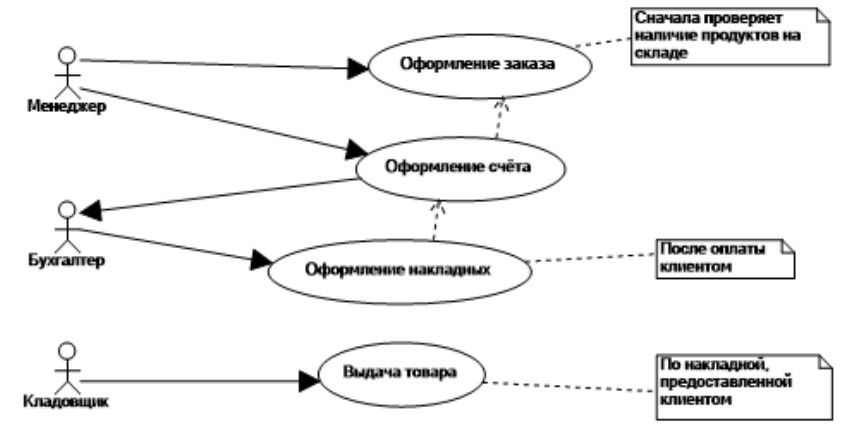 Сначала проверяет
наличие продуктов на
складе
Оформление заказа
Менеджер
Оформление счёта
Бухгалтер
Оформление накладных
После оплаты
клиентом
Выдача товара
По накладной,
предоставленной
клиентом
Кладовщик